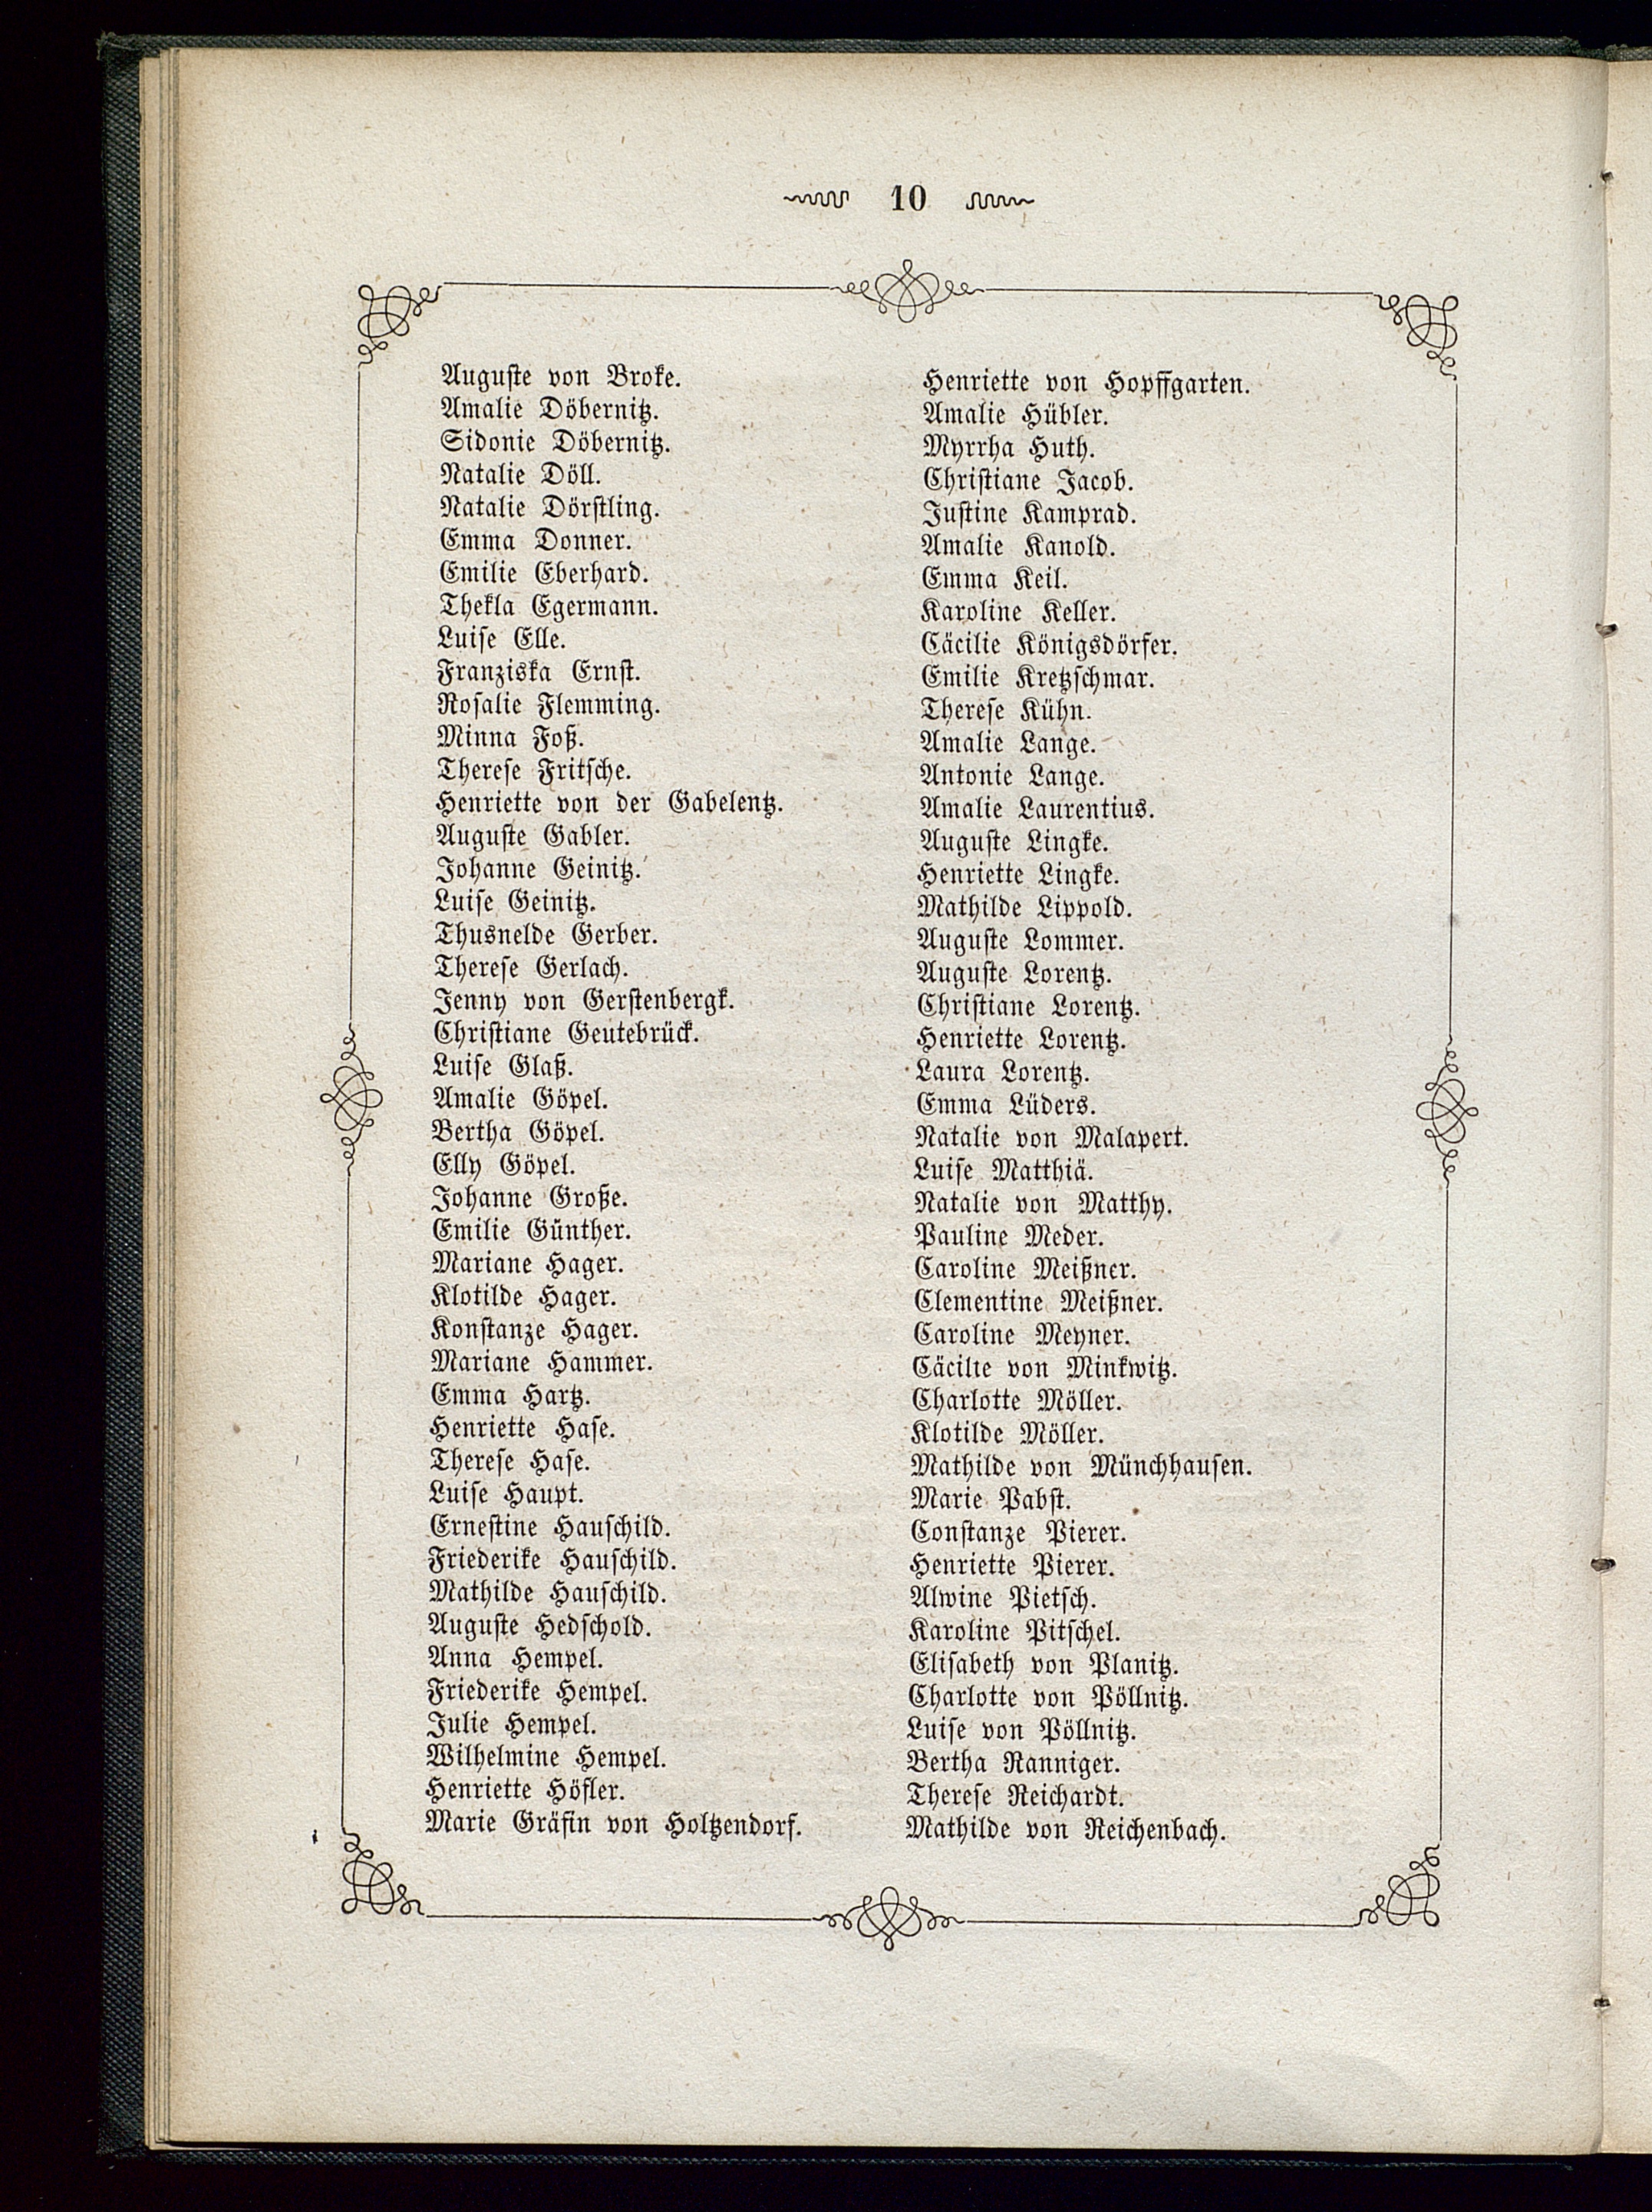 10
Auguste von Broke.
Amalie Döbernitz.
Sidonie Döbernitz.
Natalie Döll.
Natalie Dörstling.
Emma Donner.
Emilie Eberhard.
Thekla Egermann.
Luise Elle.
Franziska Ernst.
Rosalie Flemming.
Minna Foß.
Therese Fritsche.
Henriette von der Gabelentz.
Auguste Gabler.
Johanne Geinitz.
Luise Geinitz.
Thusnelde Gerber.
Therese Gerlach.
Jenny von Gerstenbergk.
Christiane Geutebrück.
Luise Glaß.
Amalie Göpel.
Bertha Göpel.
Elly Göpel.
Johanne Große.
Emilie Günther.
Mariane Hager.
Klotilde Hager.
Konstanze Hager.
Mariane Hammer.
Emma Hartz.
Henriette Hase.
Therese Hase.
Luise Haupt.
Ernestine Hauschild.
Friederike Hauschild.
Mathilde Hauschild.
Auguste Hedschold.
Anna Hempel.
Friederike Hempel.
Julie Hempel.
Wilhelmine Hempel.
Henriette Höfler.
Marie Gräfin von Holtzendorf.
Henriette von Hopffgarten.
Amalie Hübler.
Myrrha Huth.
Christiane Jacob.
Justine Kamprad.
Amalie Kanold.
Emma Keil.
Karoline Keller.
Cäcilie Königsdörfer.
Emilie Kretzschmar.
Therese Kühn.
Amalie Lange.
Antonie Lange.
Amalie Laurentius.
Auguste Lingke.
Henriette Lingke.
Mathilde Lippold.
Auguste Lommer.
Auguste Lorentz.
Christiane Lorentz.
Henriette Lorentz.
Laura Lorentz.
Emma Lüders.
Natalie von Malapert.
Luise Matthiä.
Natalie von Matthy.
Pauline Meder.
Caroline Meißner.
Clementine Meißner.
Caroline Meyner.
Cäcilie von Minkwitz.
Charlotte Möller.
Klotilde Möller.
Mathilde von Münchhausen.
Marie Pabst.
Constanze Pierer.
Henriette Pierer.
Alwine Pietsch.
Karoline Pitschel.
Elisabeth von Planitz.
Charlotte von Pöllnitz.
Luise von Pöllnitz.
Bertha Ranniger.
Therese Reichardt.
Mathilde von Reichenbach.